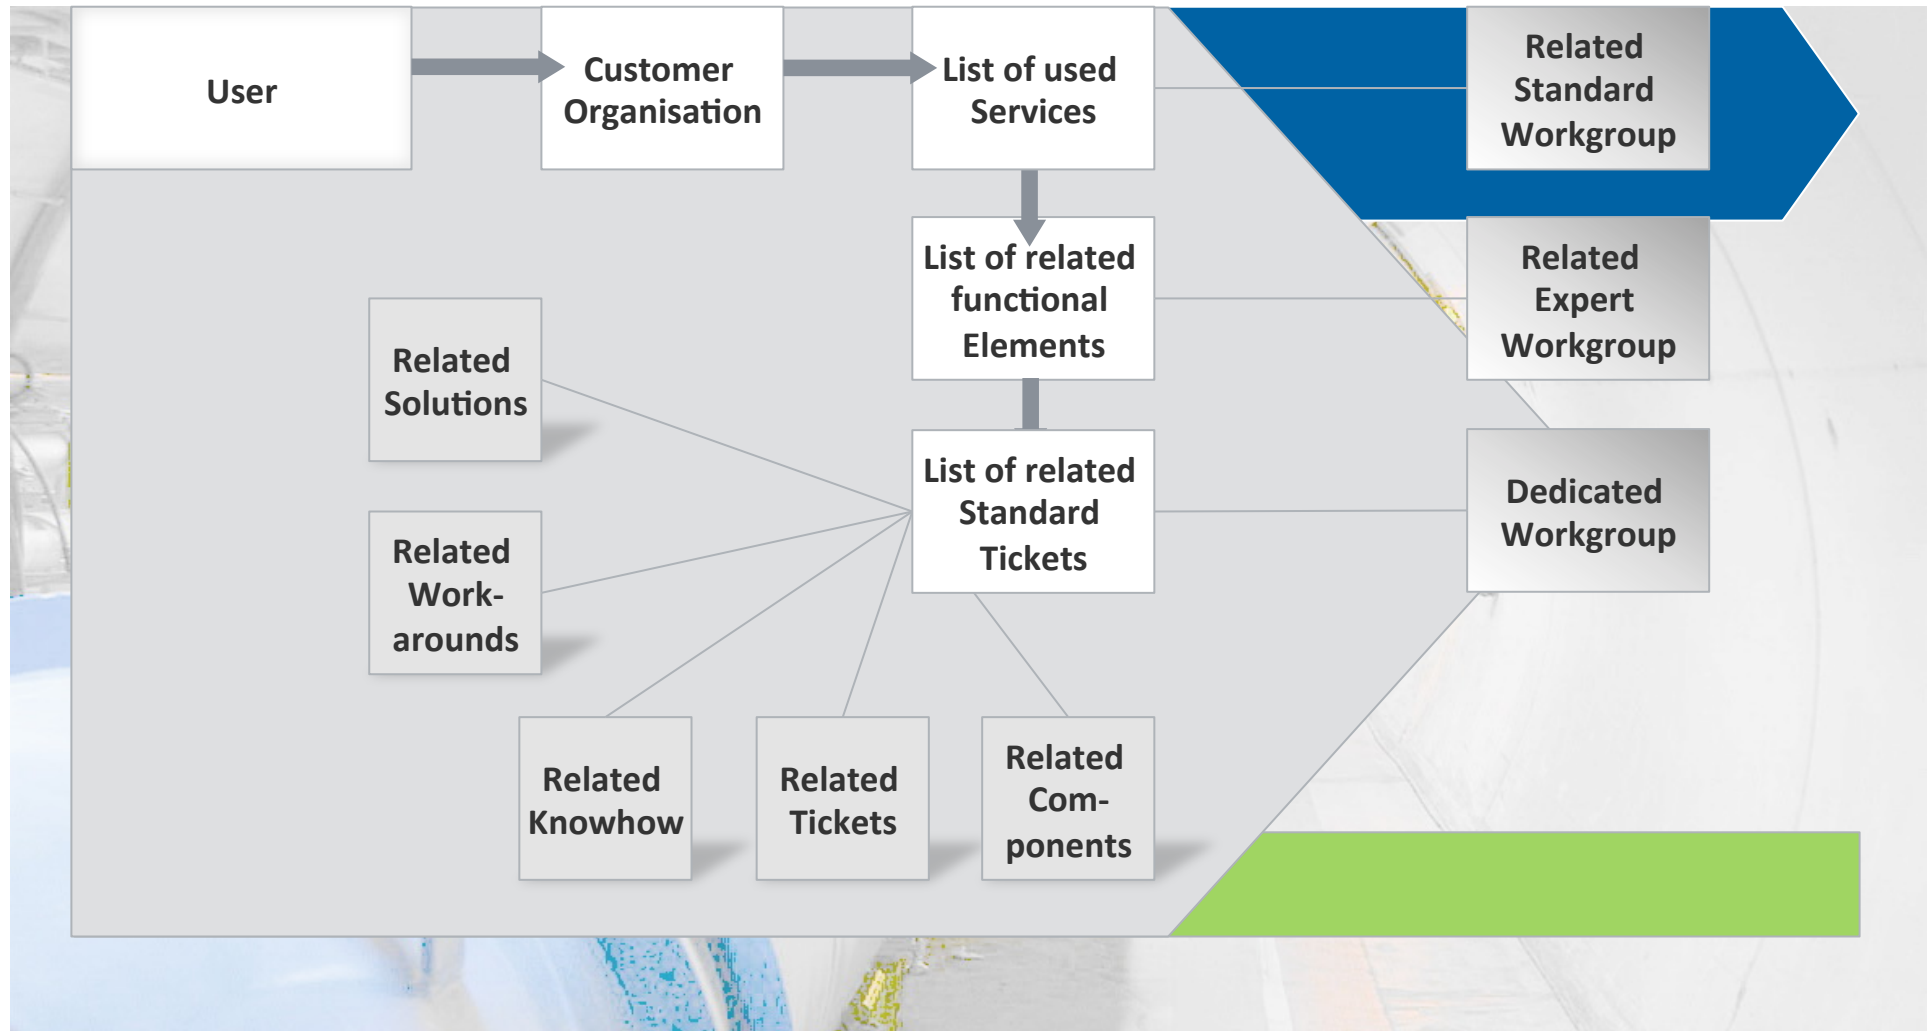 User
Customer
Organisation
List of used
Services
Related
Standard
Workgroup
List of related
functional
Elements
Related
Expert
Workgroup
Related
Solutions
List of related
Standard
Tickets
Dedicated
Workgroup
Related
Work-
arounds
Related
Knowhow
Related
Tickets
Related
Com-
ponents